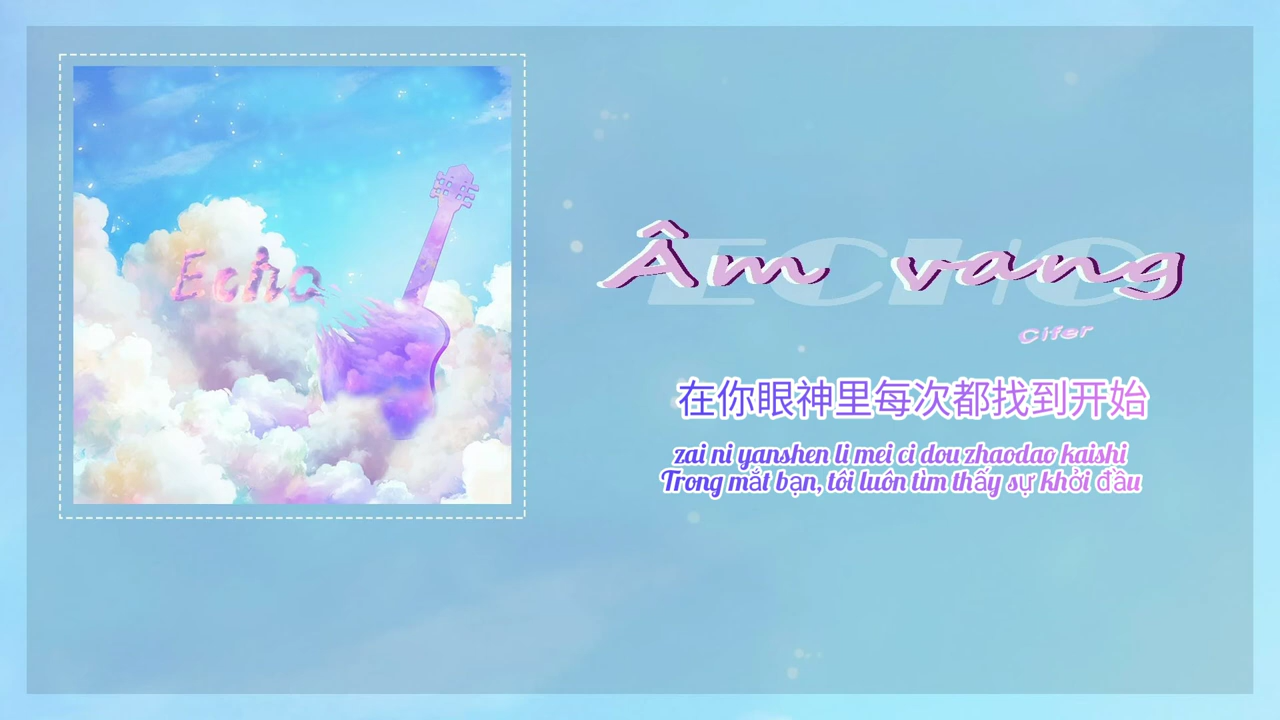 Echo
ECHO
Âm vang
Cifer
在你眼神里每次都找到开始
zai ni yanshen li mei ci dou zhaodao kaishi
Trong mắt bạn, tôi luôn tìm thấy sự khởi đầu